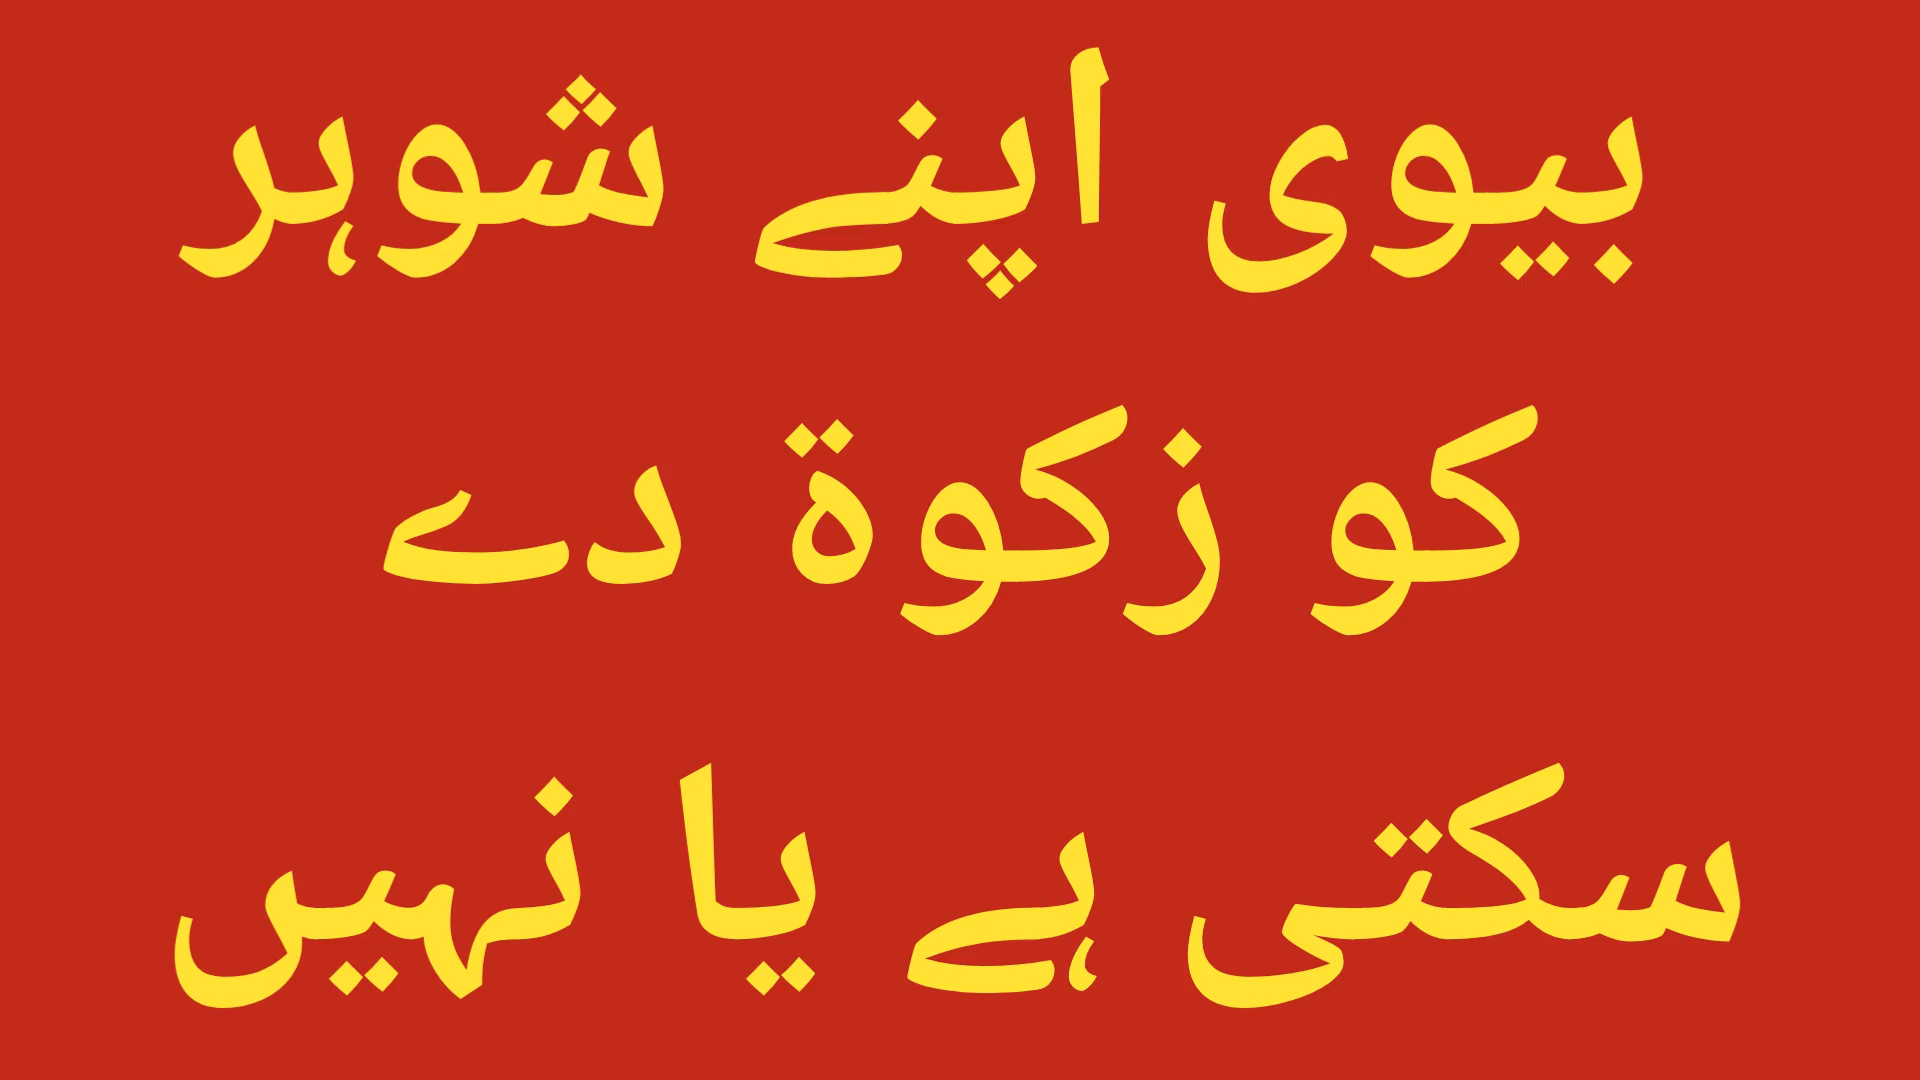 بیوی اپنے شوہر
کو زکوۃ دے
سکتی ہے یا نہیں